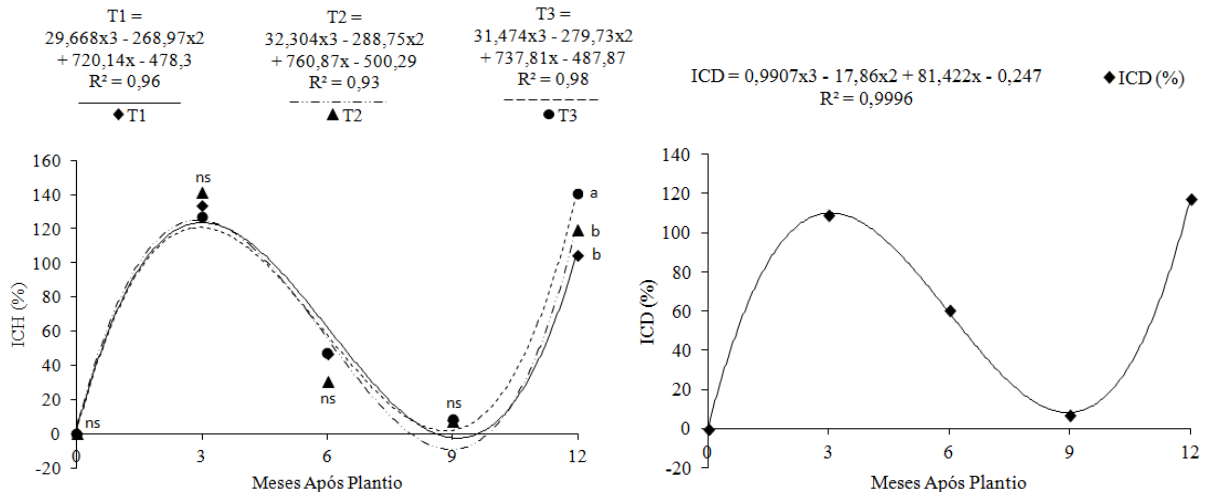 T1 =
29,668x3 - 268,97x2
+ 720,14x - 478,3
R² = 0,96
T1
T2 =
32,304x3 - 288,75x2
+ 760,87x - 500,29
R² = 0,93
T2
T3 =
31,474x3 - 279,73x2
+ 737,81x - 487,87
R² = 0,98
T3
160
140
120
100
80
60
40
20
0
-20
ICH (%)
ns
ns
ns
ns
a
b
b
0
3
6
9
12
Meses Após Plantio
ICD = 0,9907x3 - 17,86x2 + 81,422x - 0,247
R² = 0,9996
ICD (%)
140
120
100
80
60
40
20
0
-20
ICD (%)
0
3
6
9
12
Meses Após Plantio